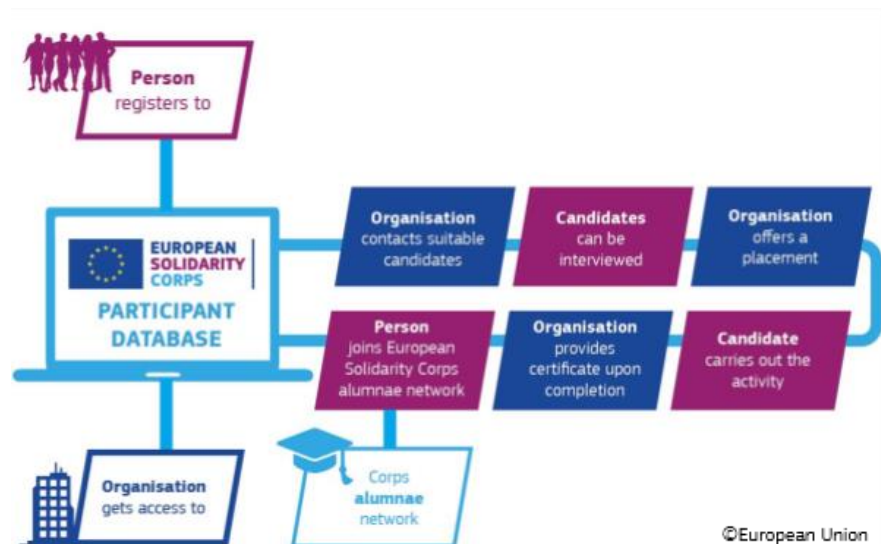 Person
registers to
EUROPEAN
SOLIDARITY
CORPS
PARTICIPANT
DATABASE
Organisation
contacts suitable
candidates
Candidates
can be
interviewed
Organisation
offers a
placement
Person
joins European
Solidarity Corps
alumnae network
Organisation
provides
certificate upon
completion
Candidate
carries out the
activity
Organisation
gets access to
Corps
alumnae
network
©European Union